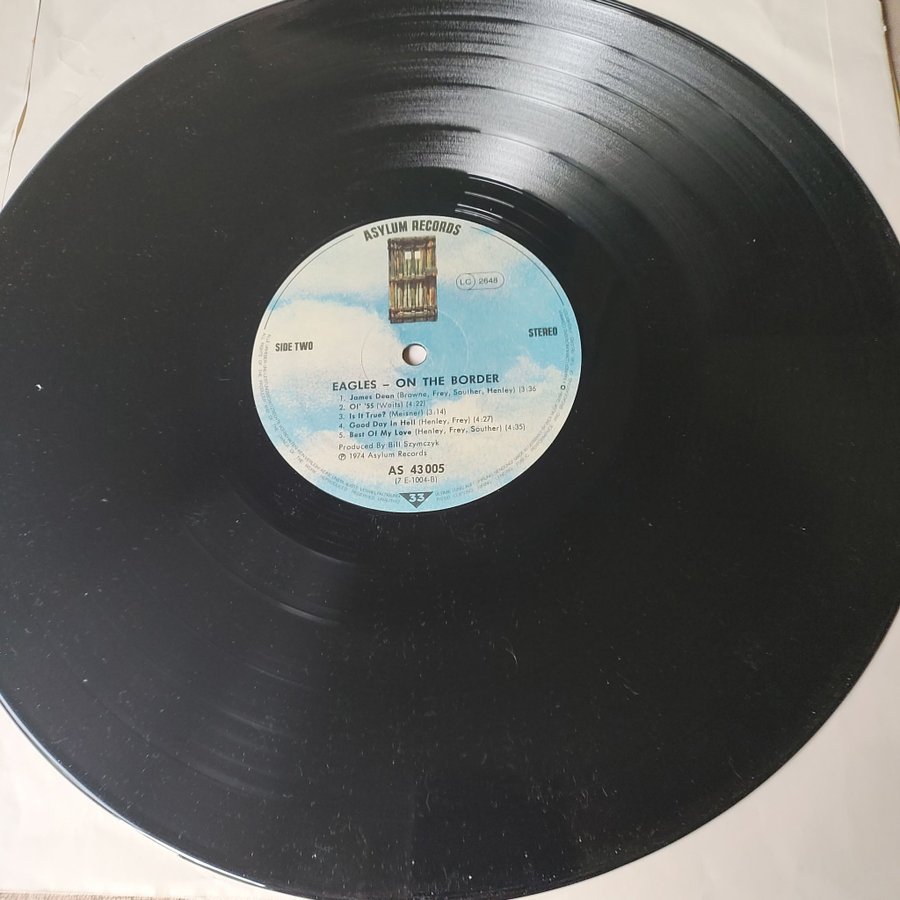 ASYLUM RECORDS
LC 2648
SIDE TWO
STEREO
EAGLES – ON THE BORDER
1. James Dean (Browne, Frey, Souther, Henley) (3:36
2. Ol' '55 (Waits) (4:22)
3. Is It True? (Meisner) (3:14)
4. Good Day In Hell (Henley, Frey) (4:27)
5. Best Of My Love (Henley, Frey, Souther) (4:35)
Produced By Bill Szymczyk
℗ 1974 Asylum Records
AS 43 005
(7 E-1004-B)
33